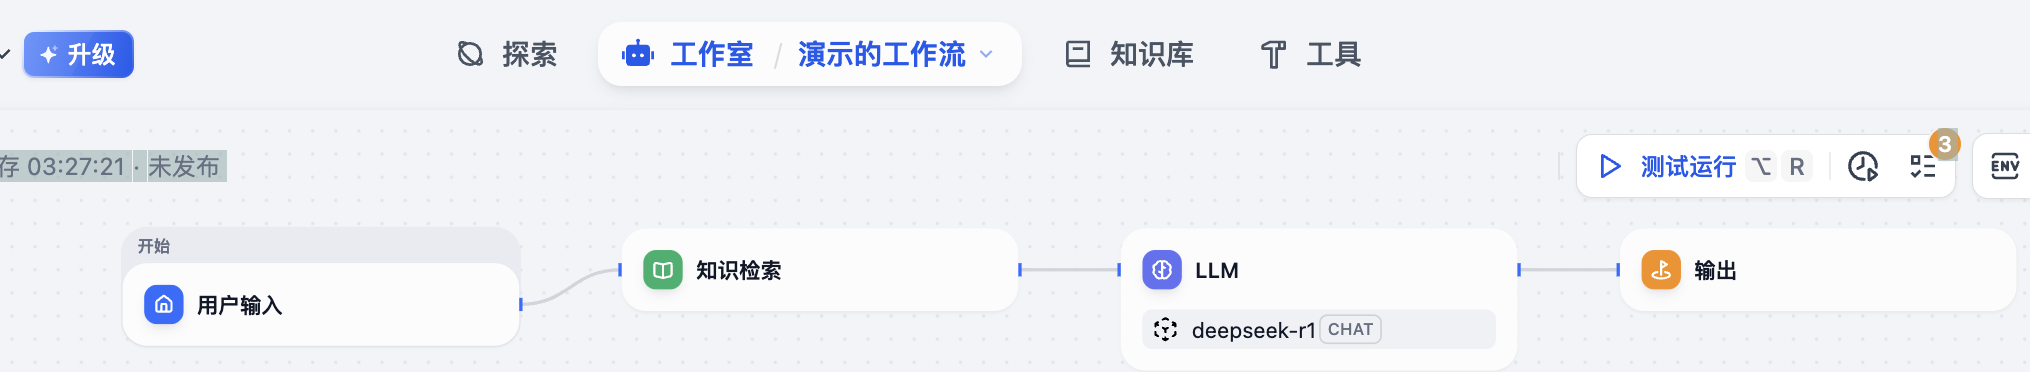 升级
探索
工作室 / 演示的工作流
知识库
工具
存 03:27:21 · 未发布
测试运行 ⌥ R
3
ENV
开始
用户输入
知识检索
LLM
deepseek-r1 CHAT
输出